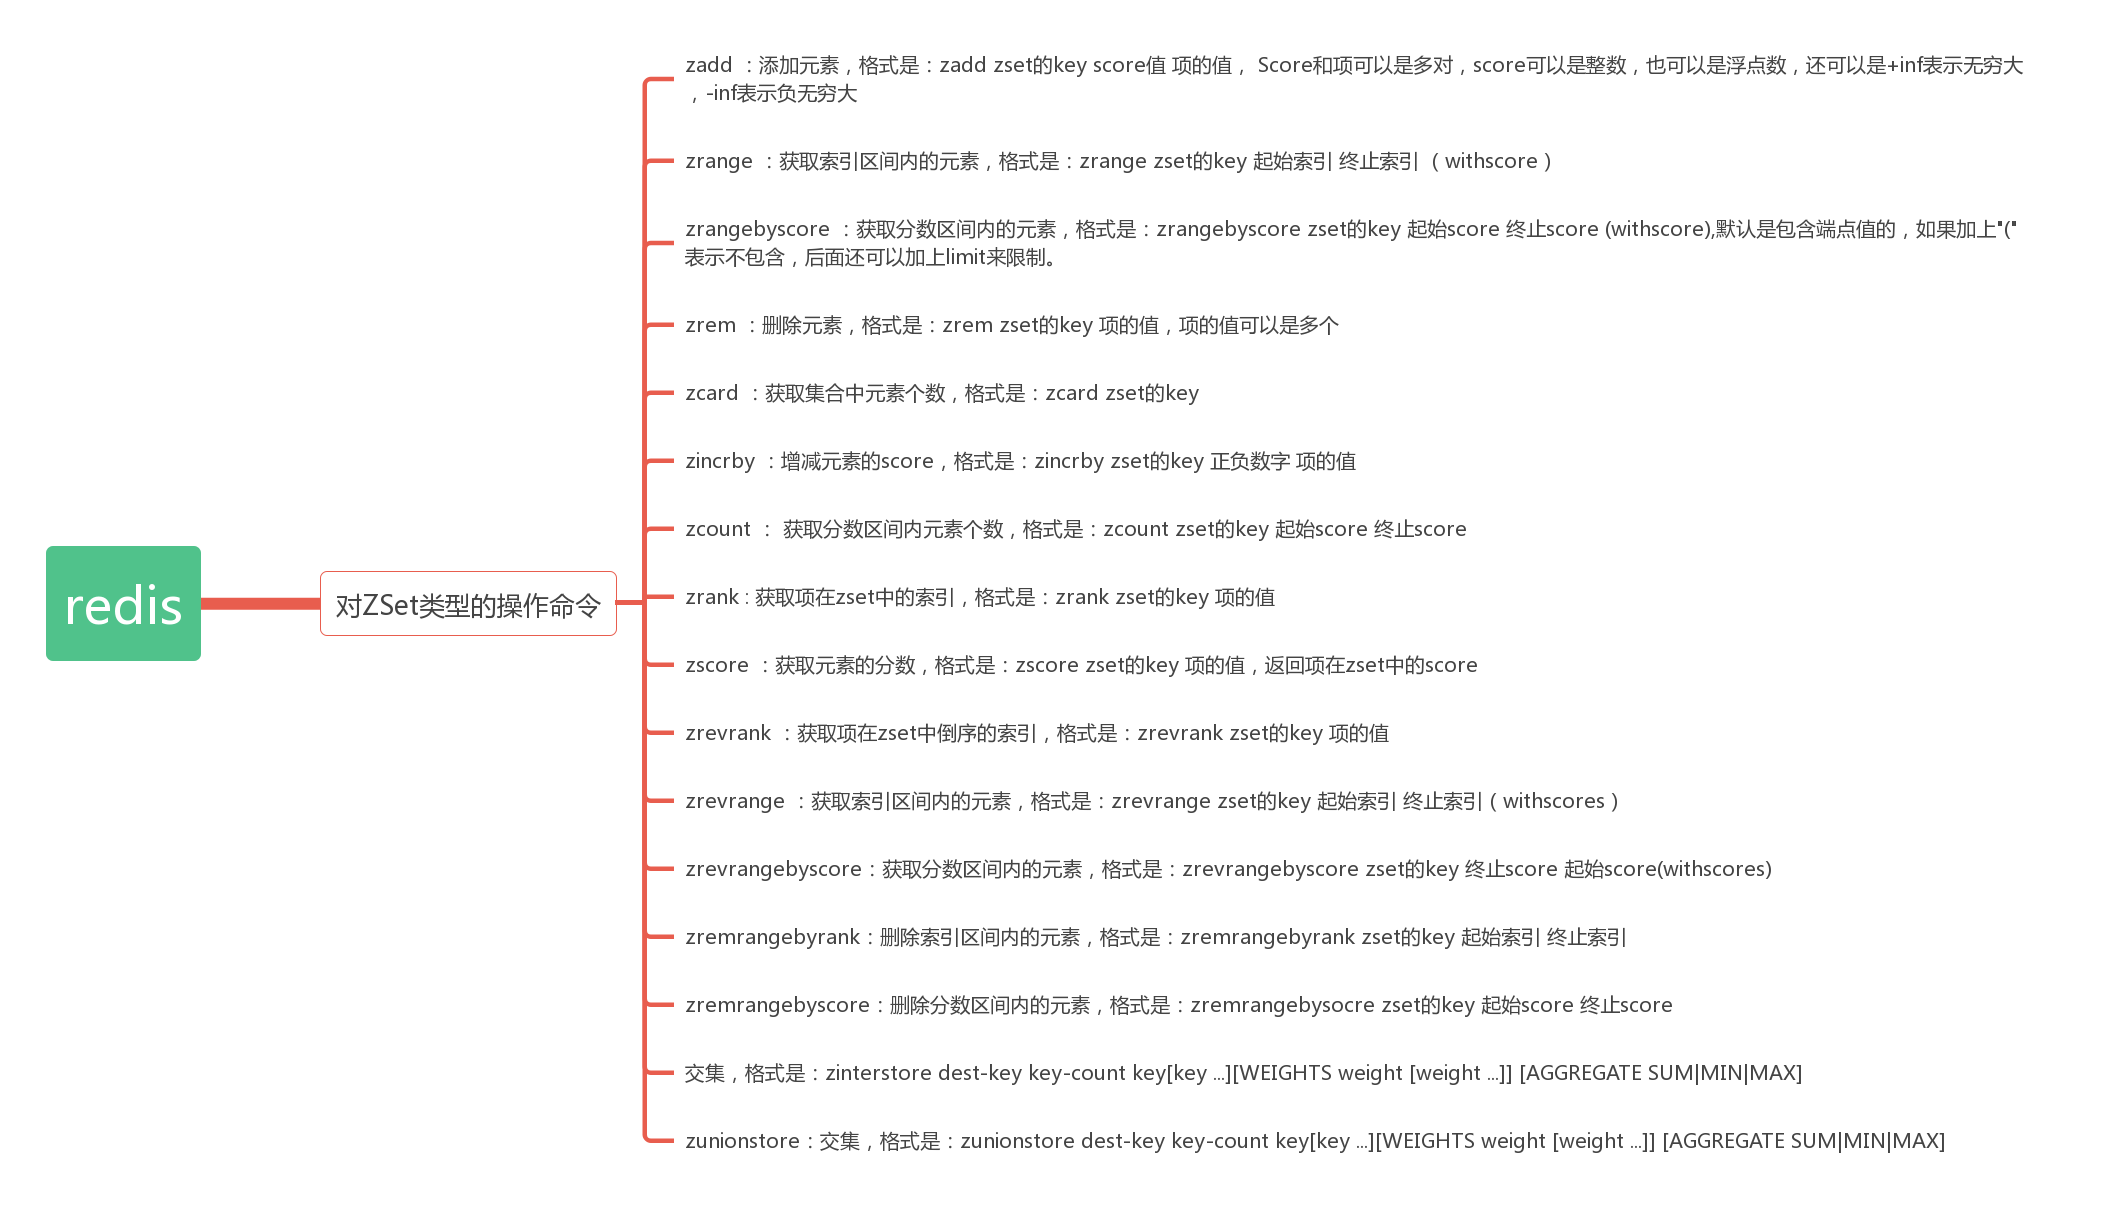 redis
对ZSet类型的操作命令
zadd ：添加元素，格式是：zadd zset的key score值 项的值， Score和项可以是多对，score可以是整数，也可以是浮点数，还可以是+inf表示无穷大
，-inf表示负无穷大
zrange ：获取索引区间内的元素，格式是：zrange zset的key 起始索引 终止索引 （withscore）
zrangebyscore ：获取分数区间内的元素，格式是：zrangebyscore zset的key 起始score 终止score (withscore),默认是包含端点值的，如果加上"("
表示不包含，后面还可以加上limit来限制。
zrem ：删除元素，格式是：zrem zset的key 项的值，项的值可以是多个
zcard ：获取集合中元素个数，格式是：zcard zset的key
zincrby ：增减元素的score，格式是：zincrby zset的key 正负数字 项的值
zcount ： 获取分数区间内元素个数，格式是：zcount zset的key 起始score 终止score
zrank : 获取项在zset中的索引，格式是：zrank zset的key 项的值
zscore ：获取元素的分数，格式是：zscore zset的key 项的值，返回项在zset中的score
zrevrank ：获取项在zset中倒序的索引，格式是：zrevrank zset的key 项的值
zrevrange ：获取索引区间内的元素，格式是：zrevrange zset的key 起始索引 终止索引（withscores）
zrevrangebyscore：获取分数区间内的元素，格式是：zrevrangebyscore zset的key 终止score 起始score(withscores)
zremrangebyrank：删除索引区间内的元素，格式是：zremrangebyrank zset的key 起始索引 终止索引
zremrangebyscore：删除分数区间内的元素，格式是：zremrangebysocre zset的key 起始score 终止score
交集，格式是：zinterstore dest-key key-count key[key ...][WEIGHTS weight [weight ...]] [AGGREGATE SUM|MIN|MAX]
zunionstore：交集，格式是：zunionstore dest-key key-count key[key ...][WEIGHTS weight [weight ...]] [AGGREGATE SUM|MIN|MAX]